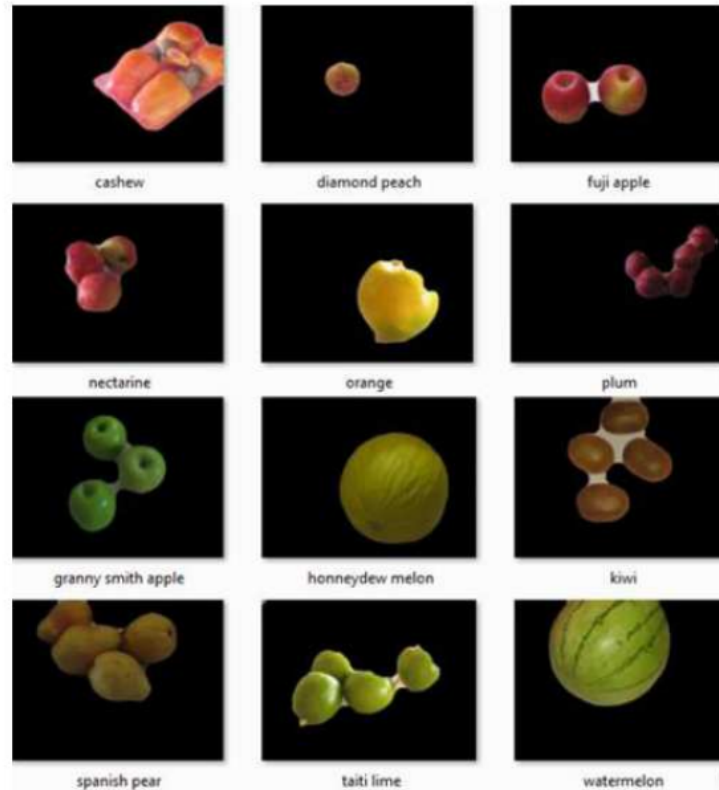 cashew
diamond peach
fuji apple
nectarine
orange
plum
granny smith apple
honneydew melon
kiwi
spanish pear
taiti lime
watermelon